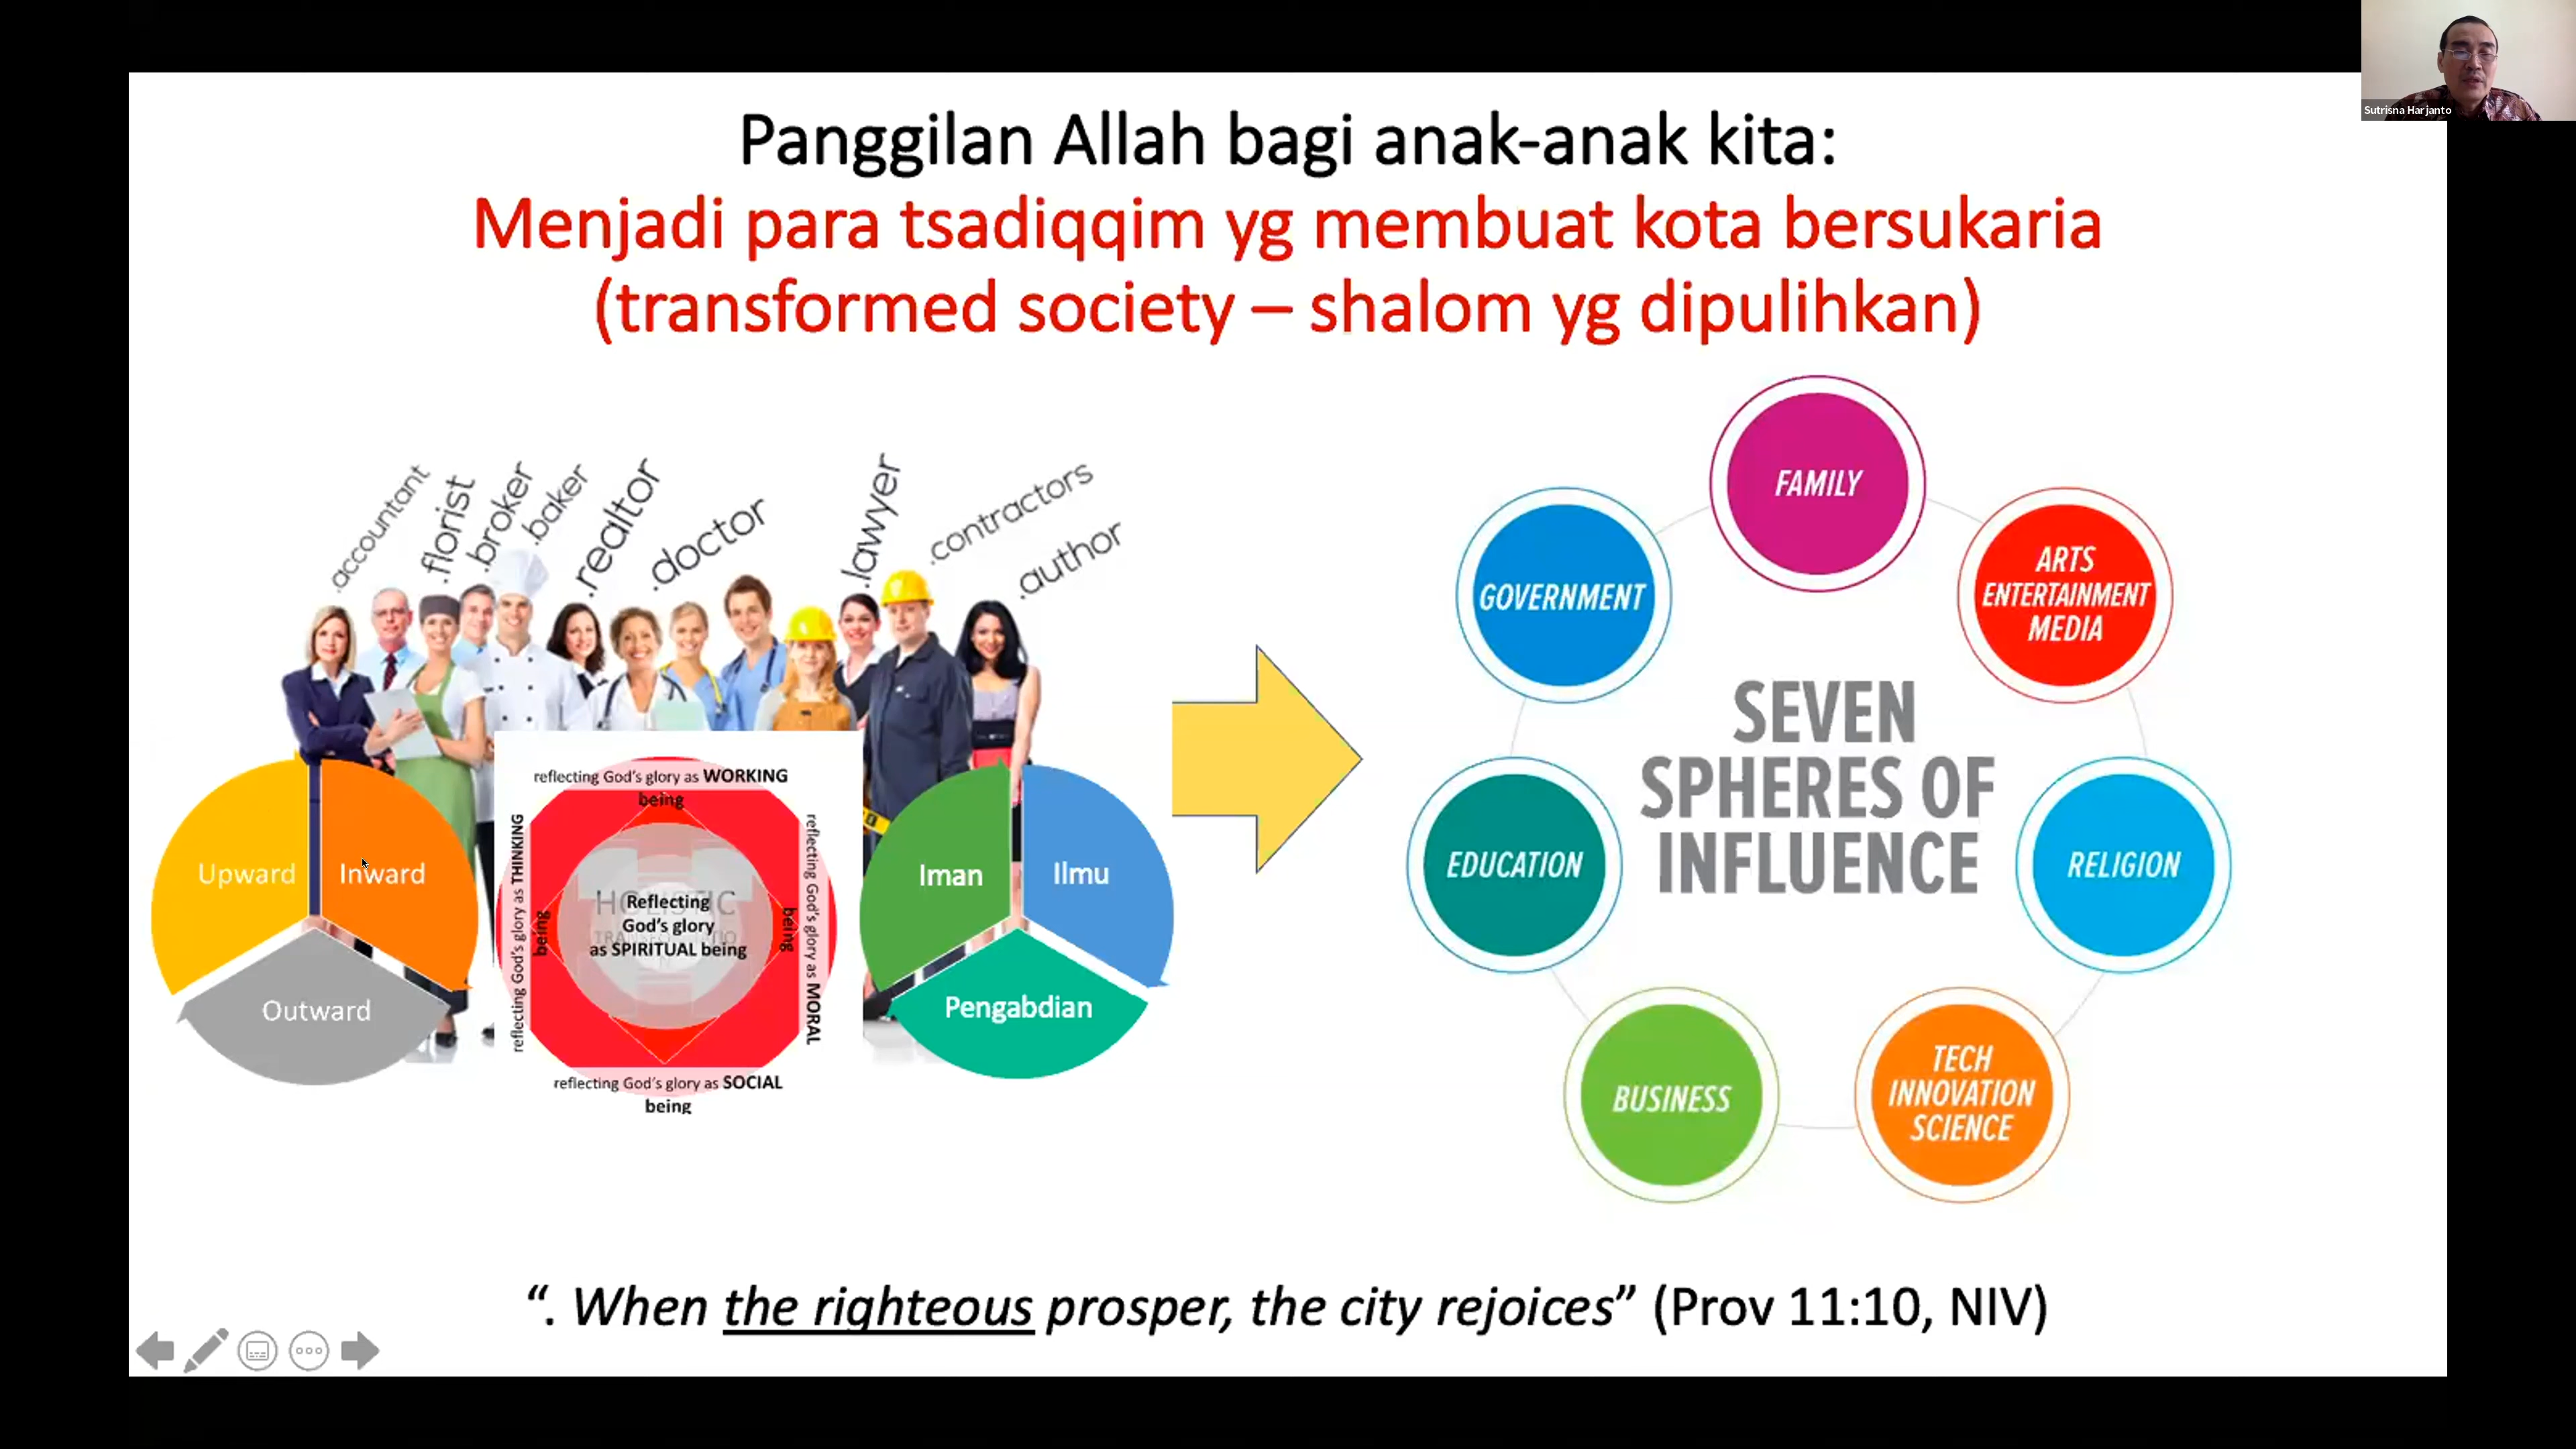 Sutrisna Harjanto
Panggilan Allah bagi anak-anak kita:
Menjadi para tsadiqqim yg membuat kota bersukaria
(transformed society – shalom yg dipulihkan)
.accountant
.florist
.broker
.baker
.realtor
.doctor
.lawyer
.contractors
.author
Upward
Inward
Outward
reflecting God's glory as WORKING
being
reflecting God's glory as THINKING
being
HOLISTIC
Reflecting
God's glory
as SPIRITUAL being
reflecting God's glory as MORAL
being
reflecting God's glory as SOCIAL
being
Iman
Ilmu
Pengabdian
FAMILY
GOVERNMENT
ARTS
ENTERTAINMENT
MEDIA
SEVEN
SPHERES OF
INFLUENCE
EDUCATION
RELIGION
BUSINESS
TECH
INNOVATION
SCIENCE
“. When the righteous prosper, the city rejoices” (Prov 11:10, NIV)